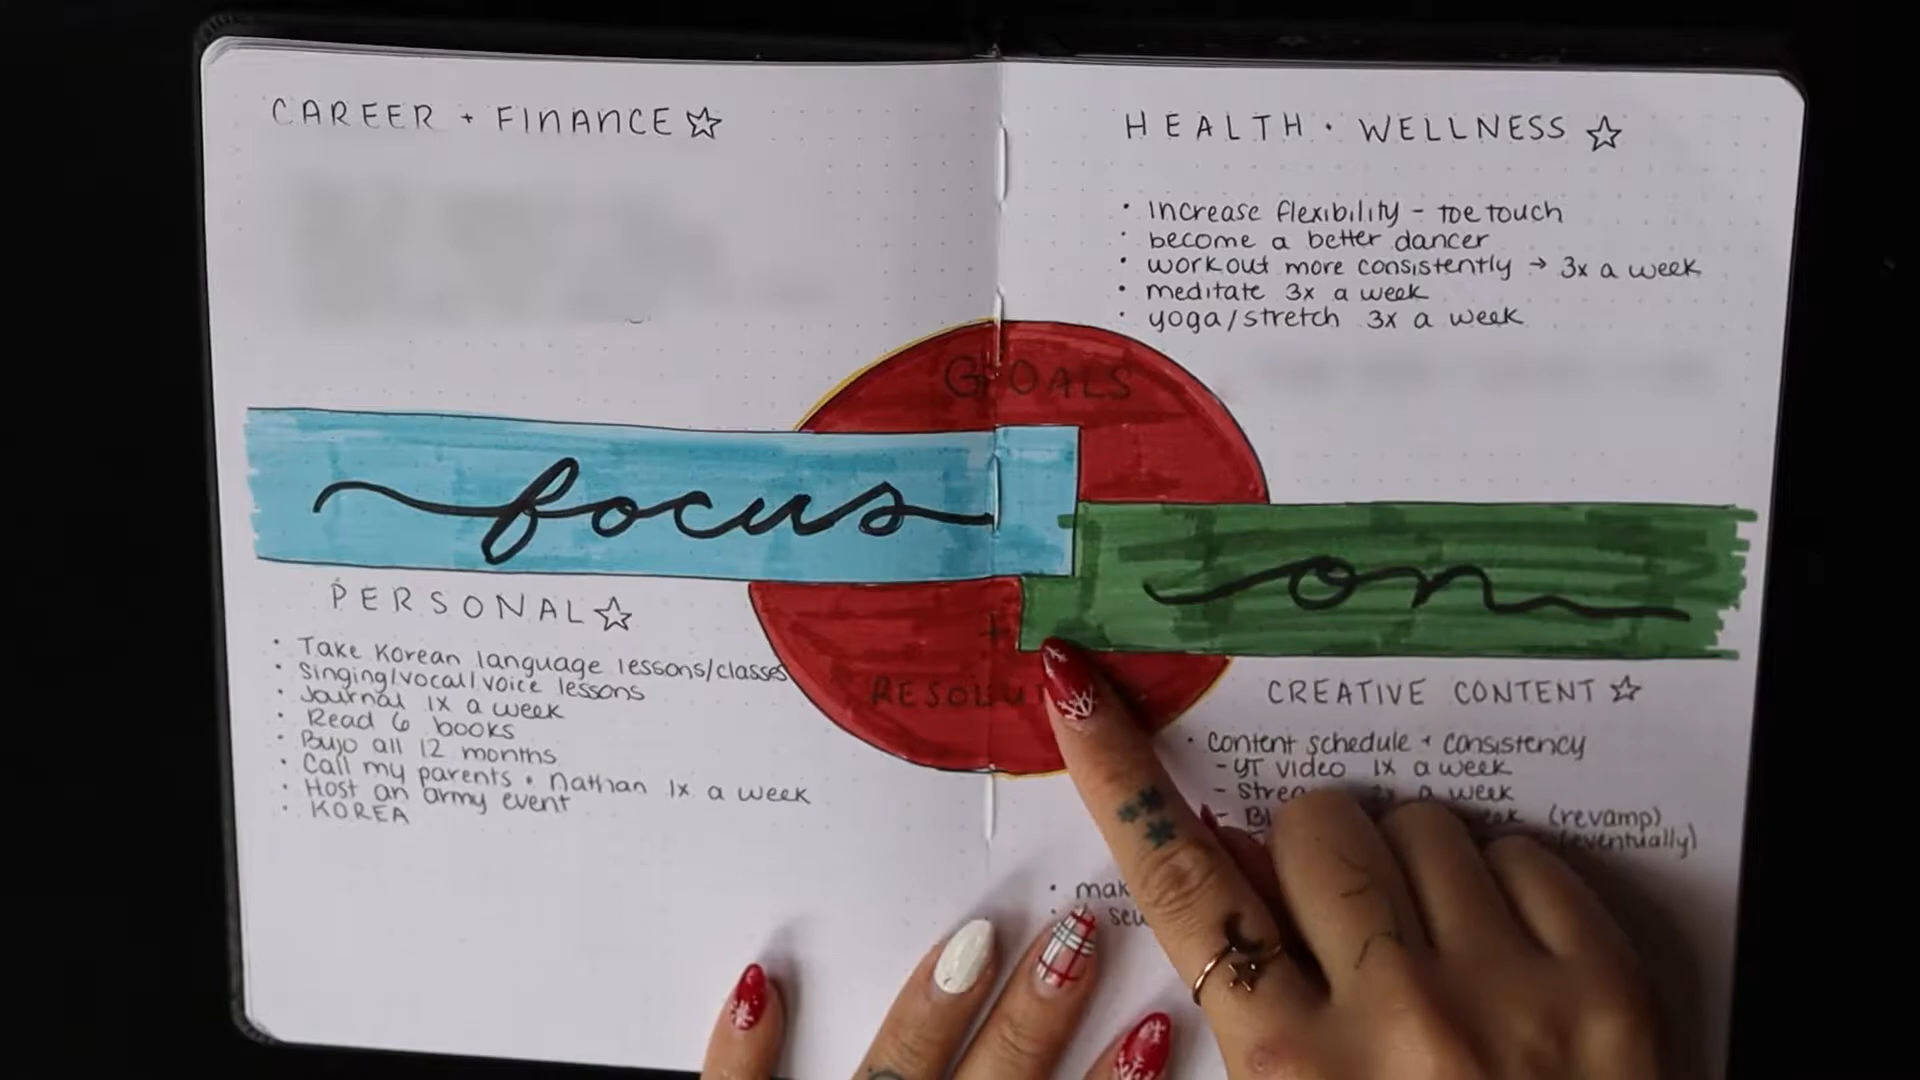 CAREER + FINANCE
HEALTH · WELLNESS
• increase flexibility - toe touch
• become a better dancer
• workout more consistently → 3x a week
• meditate 3x a week
• yoga/stretch 3x a week
GOALS
focus
on
+
PERSONAL
• Take Korean language lessons/classes
• Singing/vocal/voice lessons
• Journal 1x a week
• Read 6 books
• Bujo all 12 months
• Call my parents + Nathan 1x a week
• Host an army event
• KOREA
CREATIVE CONTENT
• Content schedule + consistency
- YT video 1x a week
- a week
(revamp)
(eventually)